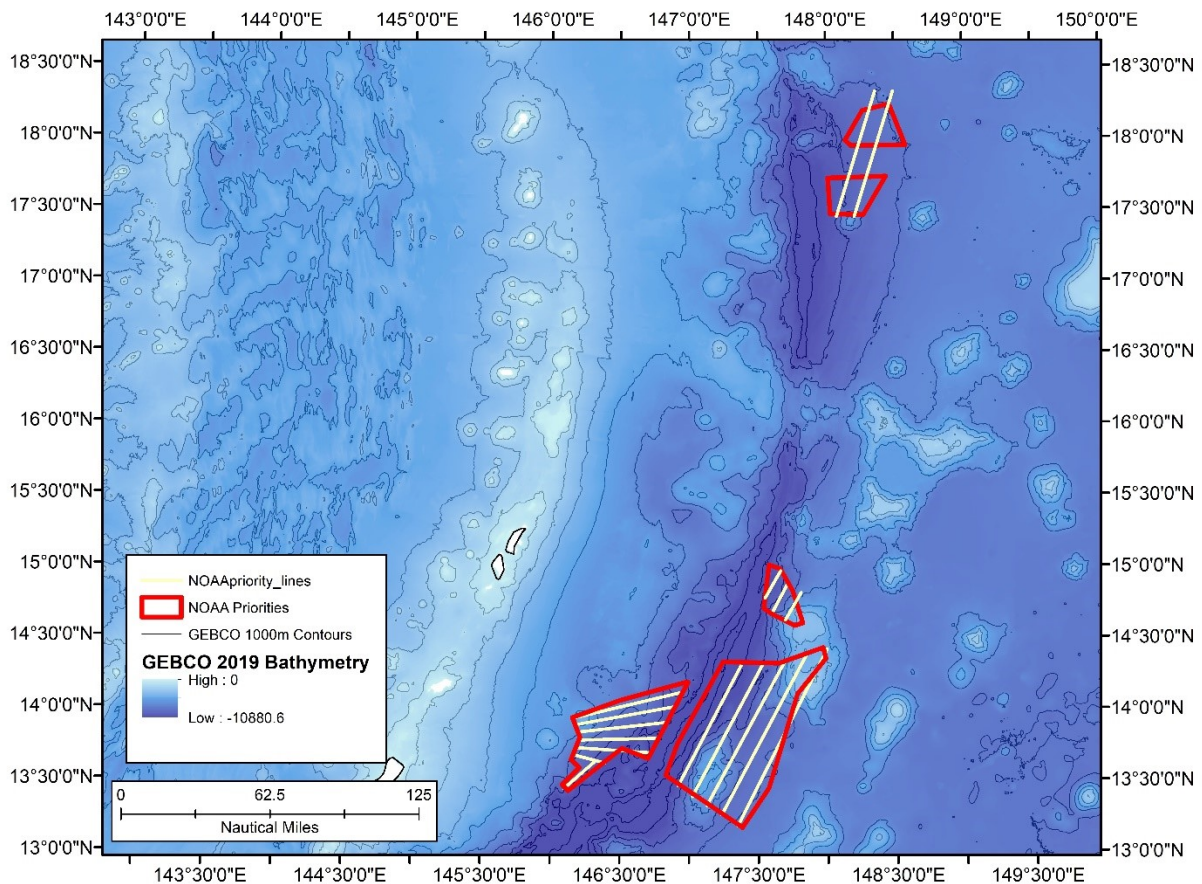 143°0'0"E 144°0'0"E 145°0'0"E 146°0'0"E 147°0'0"E 148°0'0"E 149°0'0"E 150°0'0"E
18°30'0"N 18°30'0"N
18°0'0"N 18°0'0"N
17°30'0"N 17°30'0"N
17°0'0"N 17°0'0"N
16°30'0"N 16°30'0"N
16°0'0"N 16°0'0"N
15°30'0"N 15°30'0"N
15°0'0"N 15°0'0"N
14°30'0"N 14°30'0"N
14°0'0"N 14°0'0"N
13°30'0"N 13°30'0"N
13°0'0"N 13°0'0"N
NOAApriority_lines
NOAA Priorities
GEBCO 1000m Contours
GEBCO 2019 Bathymetry
High : 0
Low : -10880.6
0 62.5 125
Nautical Miles
143°30'0"E 144°30'0"E 145°30'0"E 146°30'0"E 147°30'0"E 148°30'0"E 149°30'0"E